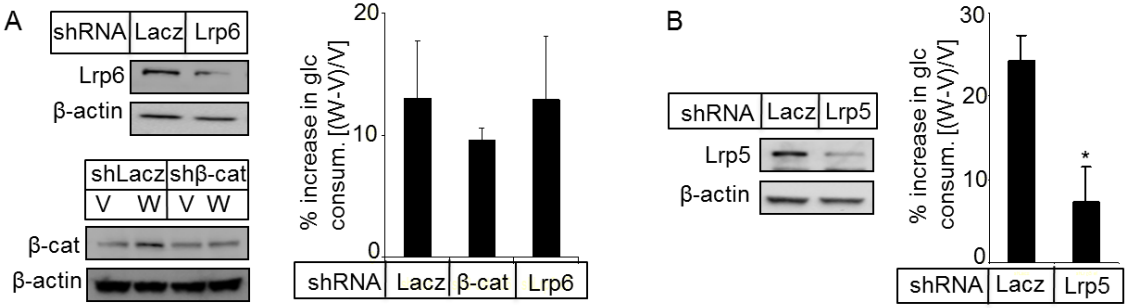 A
shRNA Lacz Lrp6
Lrp6
β-actin
shLacz shβ-cat
V W V W
β-cat
β-actin
% increase in glc
consum. [(W-V)/V]
20
10
0
shRNA Lacz β-cat Lrp6
B
shRNA Lacz Lrp5
Lrp5
β-actin
% increase in glc
consum. [(W-V)/V]
30
20
10
0
*
shRNA Lacz Lrp5